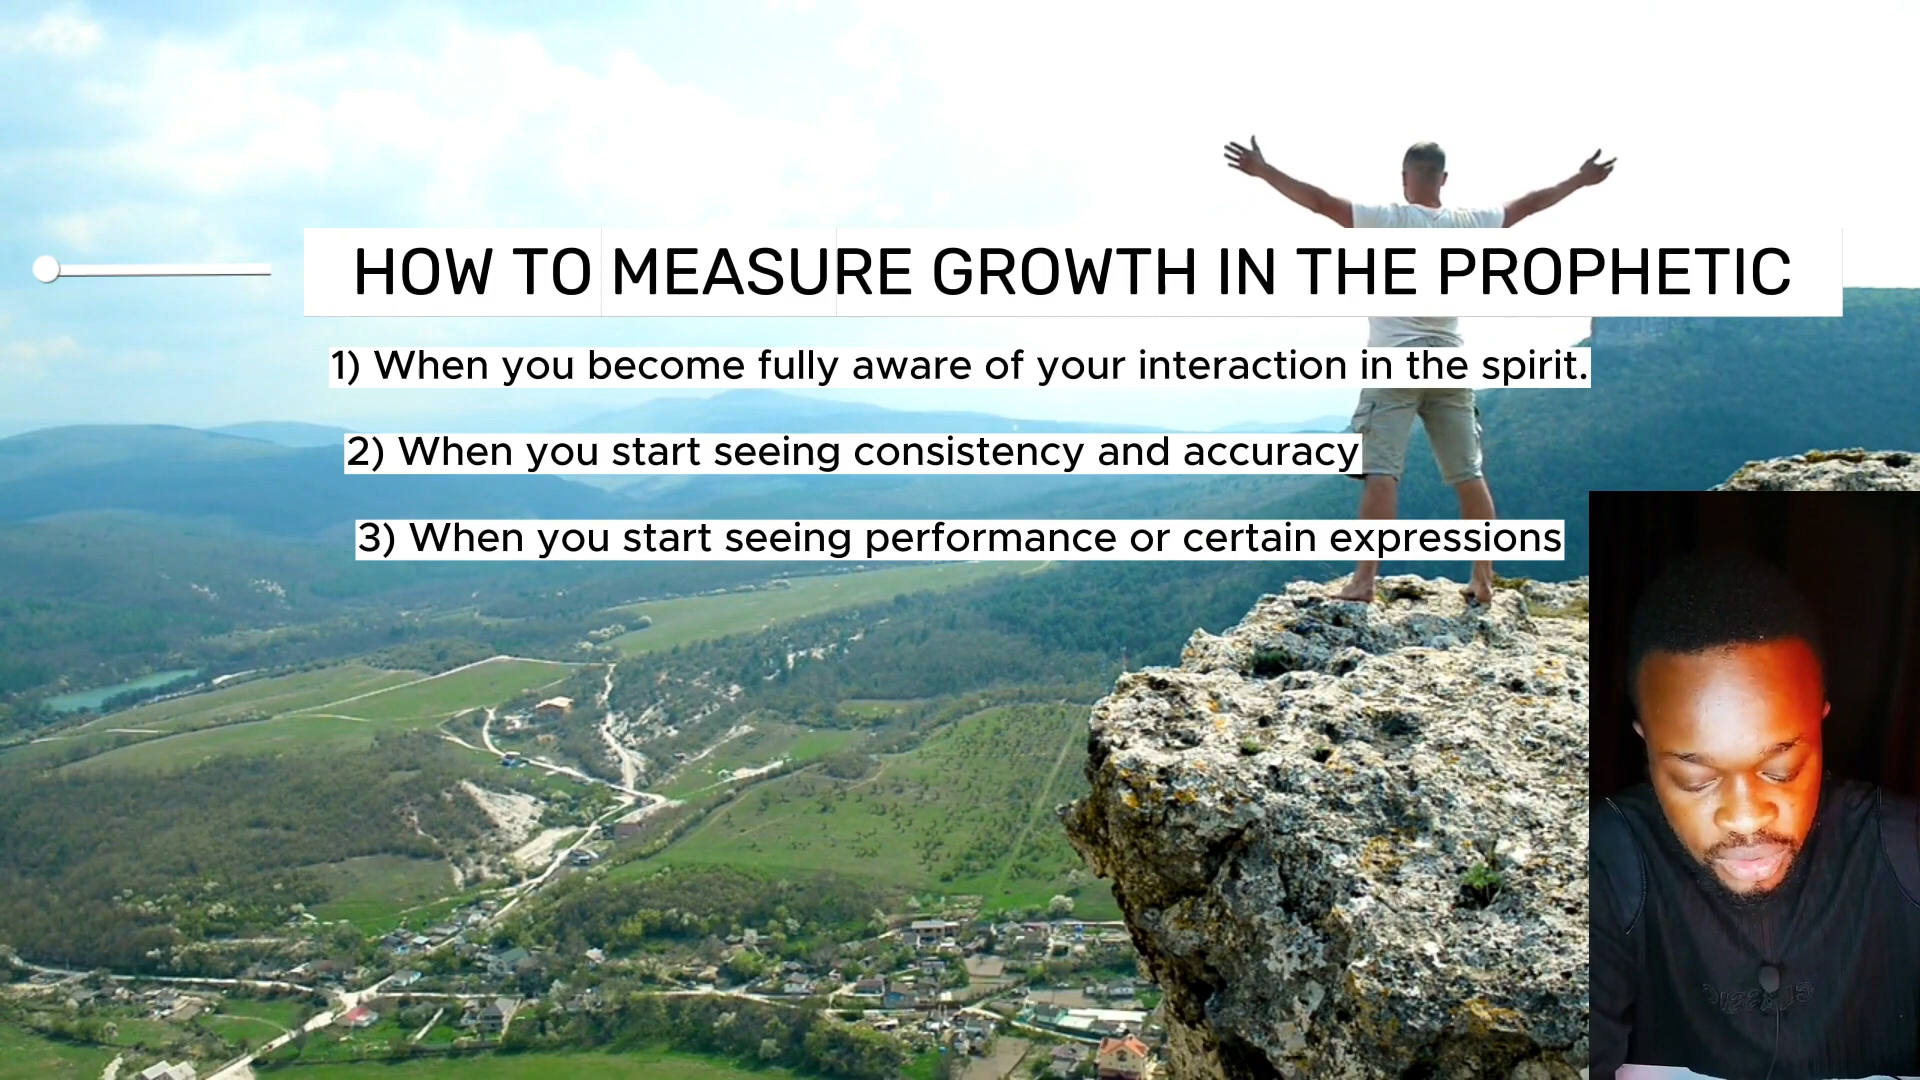 HOW TO MEASURE GROWTH IN THE PROPHETIC
1) When you become fully aware of your interaction in the spirit.
2) When you start seeing consistency and accuracy
3) When you start seeing performance or certain expressions